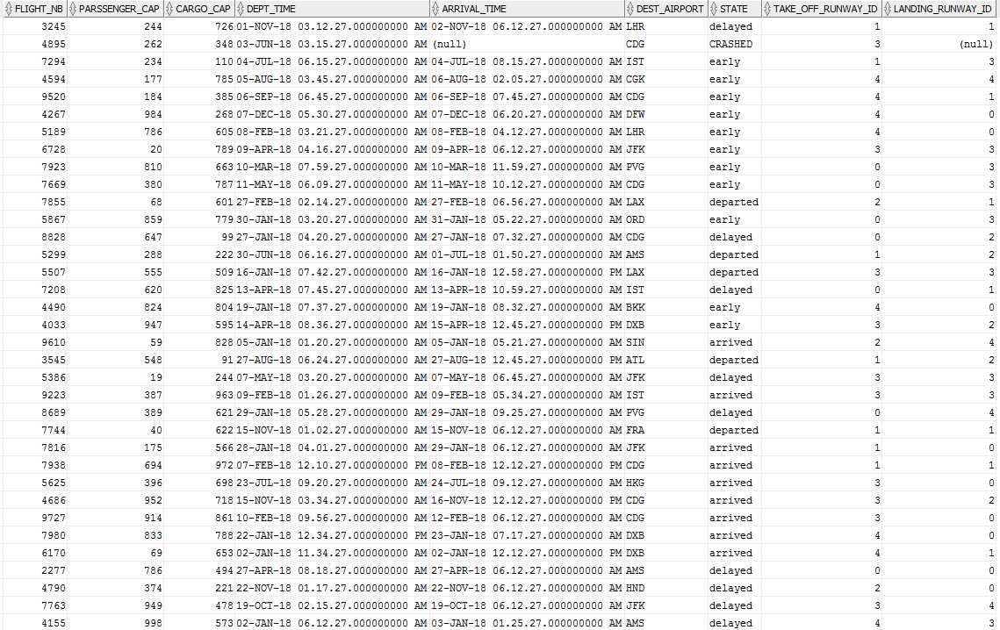 FLIGHT_NB PARSSENGER_CAP CARGO_CAP DEPT_TIME ARRIVAL_TIME DEST_AIRPORT STATE TAKE_OFF_RUNWAY_ID LANDING_RUNWAY_ID
3245 244 726 01-NOV-18 03.12.27.000000000 AM 02-NOV-18 06.12.27.000000000 AM LHR delayed 1 1
4895 262 348 03-JUN-18 03.15.27.000000000 AM (null) CDG CRASHED 3 (null)
7294 234 110 04-JUL-18 06.15.27.000000000 AM 04-JUL-18 08.15.27.000000000 AM IST early 1 3
4594 177 785 05-AUG-18 03.45.27.000000000 AM 06-AUG-18 02.05.27.000000000 AM CGK early 4 4
9520 184 385 06-SEP-18 06.45.27.000000000 AM 06-SEP-18 07.45.27.000000000 AM CDG early 4 1
4267 984 268 07-DEC-18 05.30.27.000000000 AM 07-DEC-18 06.20.27.000000000 AM DFW early 4 0
5189 786 605 08-FEB-18 03.21.27.000000000 AM 08-FEB-18 04.12.27.000000000 AM LHR early 4 0
6728 20 789 09-APR-18 04.16.27.000000000 AM 09-APR-18 06.12.27.000000000 AM JFK early 3 3
7923 810 663 10-MAR-18 07.59.27.000000000 AM 10-MAR-18 11.59.27.000000000 AM PVG early 0 3
7669 380 787 11-MAY-18 06.09.27.000000000 AM 11-MAY-18 10.12.27.000000000 AM CDG early 0 3
7855 68 601 27-FEB-18 02.14.27.000000000 AM 27-FEB-18 06.56.27.000000000 AM LAX departed 2 1
5867 859 779 30-JAN-18 03.20.27.000000000 AM 31-JAN-18 05.22.27.000000000 AM ORD early 0 3
8828 647 99 27-JAN-18 04.20.27.000000000 AM 27-JAN-18 07.32.27.000000000 AM CDG delayed 0 2
5299 288 222 30-JUN-18 06.16.27.000000000 AM 01-JUL-18 01.50.27.000000000 AM AMS departed 1 2
5507 555 509 16-JAN-18 07.42.27.000000000 AM 16-JAN-18 12.58.27.000000000 PM LAX departed 3 3
7208 620 825 13-APR-18 07.45.27.000000000 AM 13-APR-18 10.59.27.000000000 AM IST delayed 0 1
4490 824 804 19-JAN-18 07.37.27.000000000 AM 19-JAN-18 08.32.27.000000000 AM BKK early 4 0
4033 947 595 14-APR-18 08.36.27.000000000 AM 15-APR-18 12.45.27.000000000 PM DXB early 3 2
9610 59 828 05-JAN-18 01.20.27.000000000 AM 05-JAN-18 05.21.27.000000000 AM SIN arrived 2 4
3545 548 91 27-AUG-18 06.24.27.000000000 AM 27-AUG-18 12.45.27.000000000 PM ATL departed 1 2
5386 19 244 07-MAY-18 03.20.27.000000000 AM 07-MAY-18 06.45.27.000000000 AM JFK delayed 3 3
9223 387 963 09-FEB-18 01.26.27.000000000 AM 09-FEB-18 05.34.27.000000000 AM IST arrived 3 3
8689 389 621 29-JAN-18 05.28.27.000000000 AM 29-JAN-18 09.25.27.000000000 AM PVG delayed 0 4
7744 40 622 15-NOV-18 01.02.27.000000000 AM 15-NOV-18 06.12.27.000000000 AM FRA departed 1 1
7816 175 566 28-JAN-18 04.01.27.000000000 AM 29-JAN-18 06.12.27.000000000 AM JFK arrived 1 0
7938 694 972 07-FEB-18 12.10.27.000000000 PM 08-FEB-18 12.12.27.000000000 PM CDG arrived 1 1
5625 396 698 23-JUL-18 09.20.27.000000000 AM 24-JUL-18 09.12.27.000000000 AM HKG arrived 3 0
4686 952 718 15-NOV-18 03.34.27.000000000 AM 16-NOV-18 12.12.27.000000000 PM CDG arrived 3 2
9727 914 861 10-FEB-18 09.56.27.000000000 AM 12-FEB-18 06.12.27.000000000 AM CDG arrived 3 0
7980 833 788 22-JAN-18 12.34.27.000000000 PM 23-JAN-18 07.17.27.000000000 AM DXB arrived 4 0
6170 69 653 02-JAN-18 11.34.27.000000000 AM 02-JAN-18 12.12.27.000000000 PM DXB arrived 4 1
2277 786 494 27-APR-18 08.18.27.000000000 AM 27-APR-18 06.12.27.000000000 AM AMS delayed 0 0
4790 374 221 22-NOV-18 01.17.27.000000000 AM 22-NOV-18 06.12.27.000000000 AM HND delayed 2 0
7763 949 478 19-OCT-18 02.15.27.000000000 AM 19-OCT-18 06.12.27.000000000 AM JFK delayed 3 4
4155 998 573 02-JAN-18 06.12.27.000000000 AM 03-JAN-18 01.25.27.000000000 AM AMS delayed 4 3